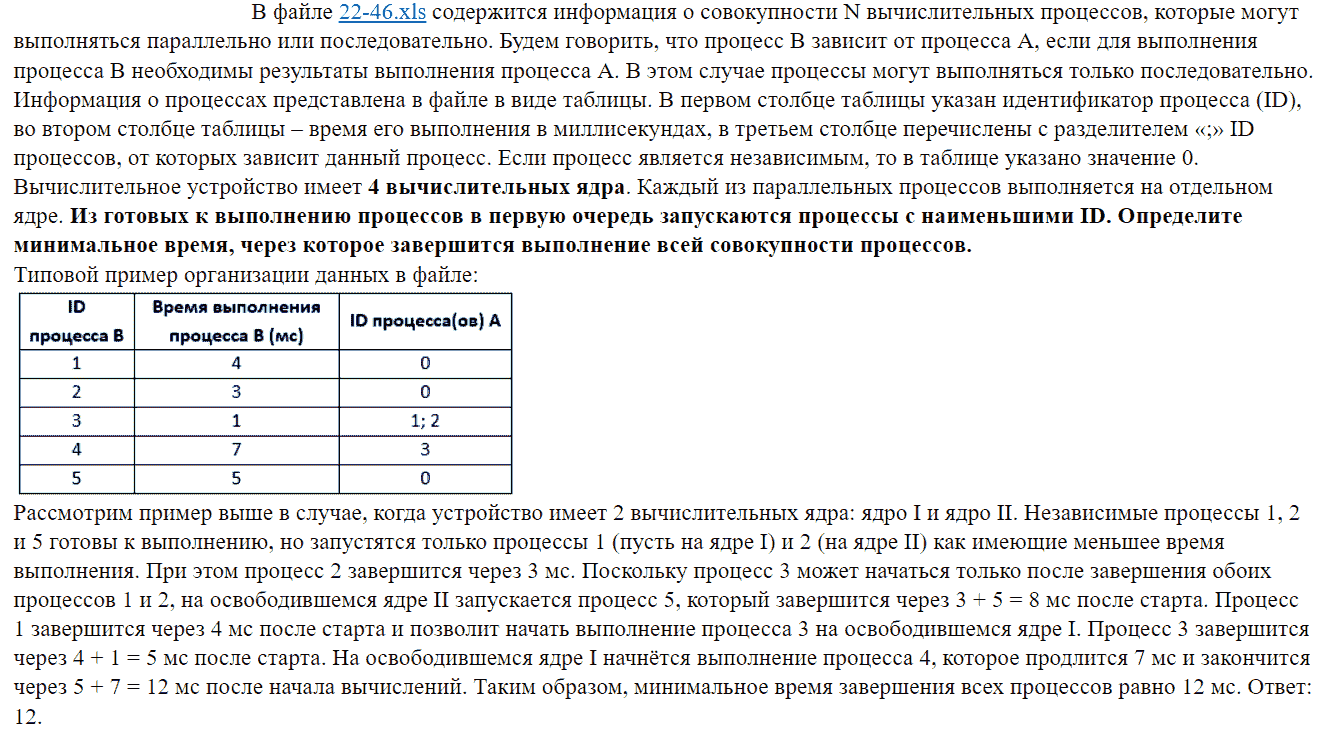 В файле 22-46.xls содержится информация о совокупности N вычислительных процессов, которые могут
выполняться параллельно или последовательно. Будем говорить, что процесс B зависит от процесса A, если для выполнения
процесса B необходимы результаты выполнения процесса A. В этом случае процессы могут выполняться только последовательно.
Информация о процессах представлена в файле в виде таблицы. В первом столбце таблицы указан идентификатор процесса (ID),
во втором столбце таблицы – время его выполнения в миллисекундах, в третьем столбце перечислены с разделителем «;» ID
процессов, от которых зависит данный процесс. Если процесс является независимым, то в таблице указано значение 0.
Вычислительное устройство имеет 4 вычислительных ядра. Каждый из параллельных процессов выполняется на отдельном
ядре. Из готовых к выполнению процессов в первую очередь запускаются процессы с наименьшими ID. Определите
минимальное время, через которое завершится выполнение всей совокупности процессов.
Типовой пример организации данных в файле:
ID процесса B | Время выполнения процесса B (мс) | ID процесса(ов) A
1 4 0
2 3 0
3 1 1; 2
4 7 3
5 5 0
Рассмотрим пример выше в случае, когда устройство имеет 2 вычислительных ядра: ядро I и ядро II. Независимые процессы 1, 2
и 5 готовы к выполнению, но запустятся только процессы 1 (пусть на ядре I) и 2 (на ядре II) как имеющие меньшее время
выполнения. При этом процесс 2 завершится через 3 мс. Поскольку процесс 3 может начаться только после завершения обоих
процессов 1 и 2, на освободившемся ядре II запускается процесс 5, который завершится через 3 + 5 = 8 мс после старта. Процесс
1 завершится через 4 мс после старта и позволит начать выполнение процесса 3 на освободившемся ядре I. Процесс 3 завершится
через 4 + 1 = 5 мс после старта. На освободившемся ядре I начнётся выполнение процесса 4, которое продлится 7 мс и закончится
через 5 + 7 = 12 мс после начала вычислений. Таким образом, минимальное время завершения всех процессов равно 12 мс. Ответ:
12.